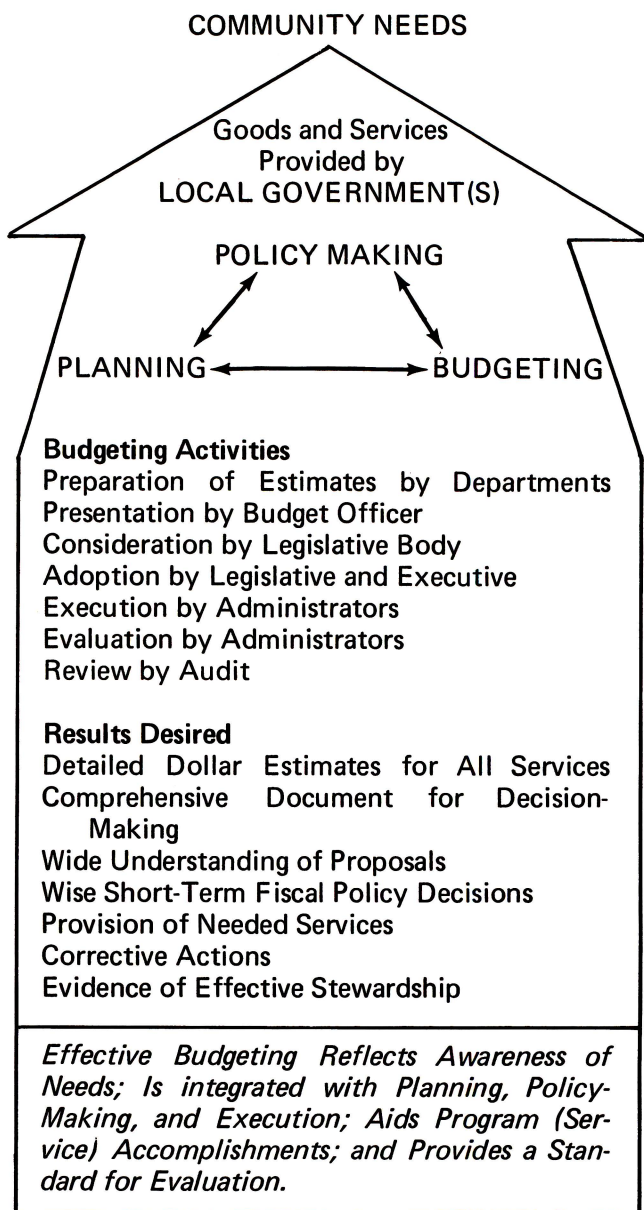 COMMUNITY NEEDS
Goods and Services
Provided by
LOCAL GOVERNMENT(S)
POLICY MAKING
PLANNING
BUDGETING
Budgeting Activities
Preparation of Estimates by Departments
Presentation by Budget Officer
Consideration by Legislative Body
Adoption by Legislative and Executive
Execution by Administrators
Evaluation by Administrators
Review by Audit
Results Desired
Detailed Dollar Estimates for All Services
Comprehensive Document for Decision-
Making
Wide Understanding of Proposals
Wise Short-Term Fiscal Policy Decisions
Provision of Needed Services
Corrective Actions
Evidence of Effective Stewardship
Effective Budgeting Reflects Awareness of
Needs; Is integrated with Planning, Policy-
Making, and Execution; Aids Program (Ser-
vice) Accomplishments; and Provides a Stan-
dard for Evaluation.